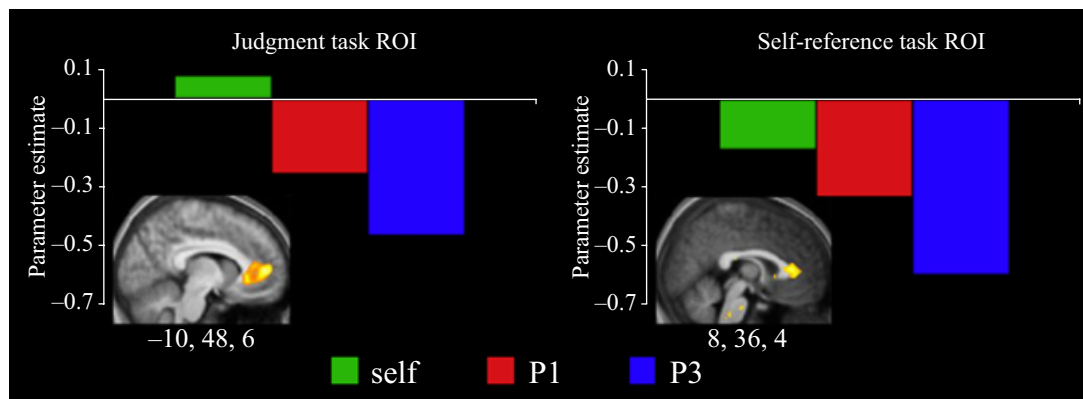 Judgment task ROI
Parameter estimate
0.1
–0.1
–0.3
–0.5
–0.7
–10, 48, 6
Self-reference task ROI
Parameter estimate
0.1
–0.1
–0.3
–0.5
–0.7
8, 36, 4
self P1 P3